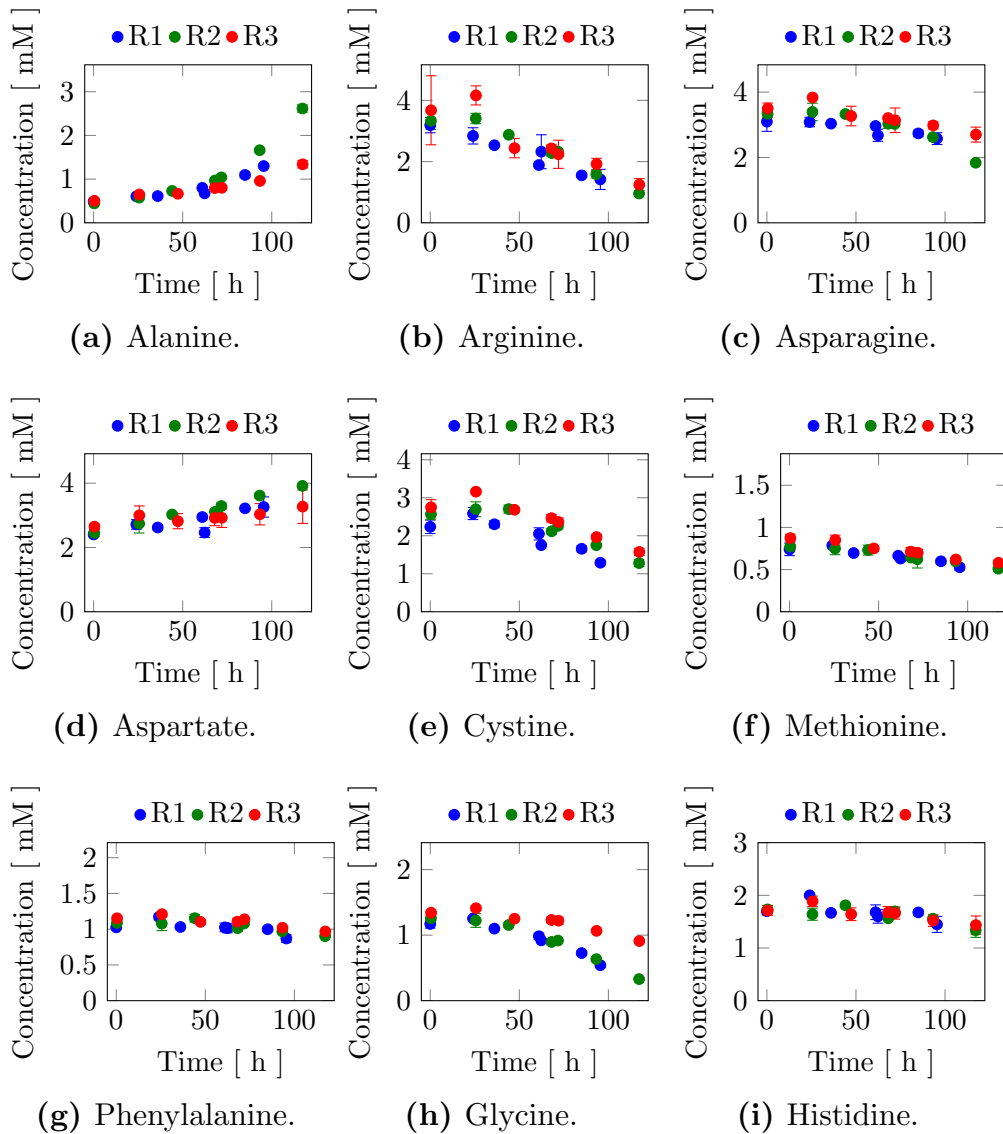 R1 R2 R3 R1 R2 R3 R1 R2 R3
Concentration [ mM ]
0
1
2
3
0 50 100
Time [ h ]
(a) Alanine.
Concentration [ mM ]
0
2
4
0 50 100
Time [ h ]
(b) Arginine.
Concentration [ mM ]
0
2
4
0 50 100
Time [ h ]
(c) Asparagine.
R1 R2 R3 R1 R2 R3 R1 R2 R3
Concentration [ mM ]
0
2
4
0 50 100
Time [ h ]
(d) Aspartate.
Concentration [ mM ]
0
1
2
3
4
0 50 100
Time [ h ]
(e) Cystine.
Concentration [ mM ]
0
0.5
1
1.5
0 50 100
Time [ h ]
(f) Methionine.
R1 R2 R3 R1 R2 R3 R1 R2 R3
Concentration [ mM ]
0
0.5
1
1.5
2
0 50 100
Time [ h ]
(g) Phenylalanine.
Concentration [ mM ]
0
1
2
0 50 100
Time [ h ]
(h) Glycine.
Concentration [ mM ]
0
1
2
3
0 50 100
Time [ h ]
(i) Histidine.